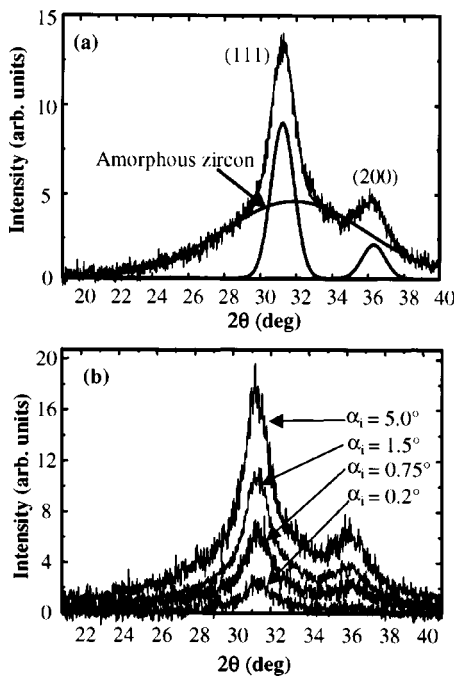 (a)
15
10
5
0
Intensity (arb. units)
(111)
Amorphous zircon
(200)
20 22 24 26 28 30 31 32 34 36 38 40
2θ (deg)
(b)
20
16
12
8
4
0
Intensity (arb. units)
αi = 5.0°
αi = 1.5°
αi = 0.75°
αi = 0.2°
22 24 26 28 30 31 32 34 36 38 40
2θ (deg)